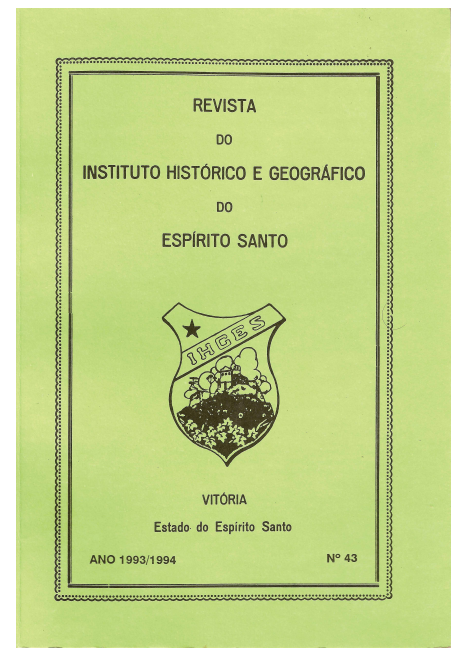 REVISTA
DO
INSTITUTO HISTÓRICO E GEOGRÁFICO
DO
ESPÍRITO SANTO
IHGES
VITÓRIA
Estado do Espírito Santo
ANO 1993/1994
Nº 43